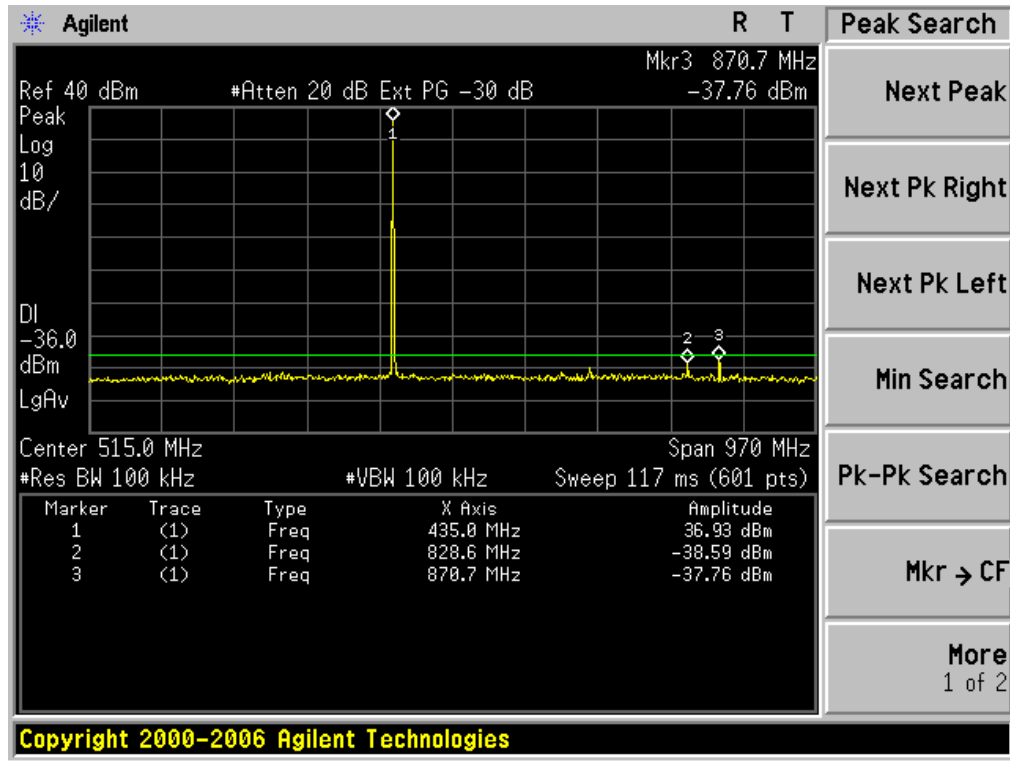 Agilent R T Peak Search
Mkr3 870.7 MHz
Ref 40 dBm #Atten 20 dB Ext PG -30 dB -37.76 dBm
Peak
Log
10
dB/
1
DI
-36.0
dBm
LgAv
2 3
Center 515.0 MHz Span 970 MHz
#Res BW 100 kHz #VBW 100 kHz Sweep 117 ms (601 pts)
Marker Trace Type X Axis Amplitude
1 (1) Freq 435.0 MHz 36.93 dBm
2 (1) Freq 828.6 MHz -38.59 dBm
3 (1) Freq 870.7 MHz -37.76 dBm
Next Peak
Next Pk Right
Next Pk Left
Min Search
Pk-Pk Search
Mkr → CF
More
1 of 2
Copyright 2000-2006 Agilent Technologies